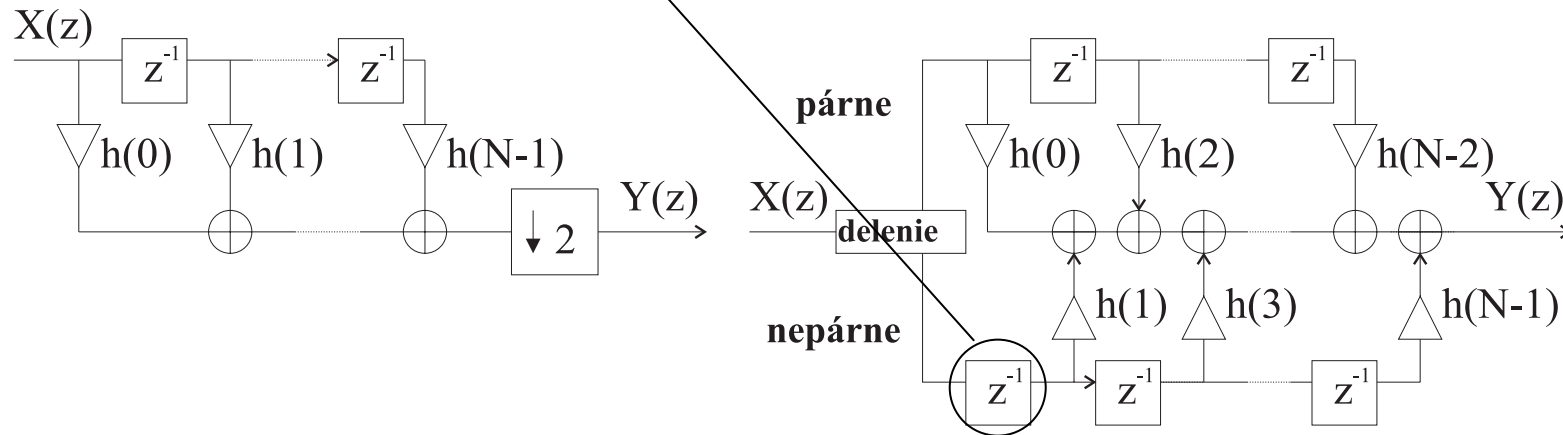 X(z)
z⁻¹
z⁻¹
h(0)
h(1)
h(N-1)
↓ 2
Y(z)
párne
z⁻¹
z⁻¹
h(0)
h(2)
h(N-2)
X(z)
delenie
Y(z)
nepárne
h(1)
h(3)
h(N-1)
z⁻¹
z⁻¹
z⁻¹